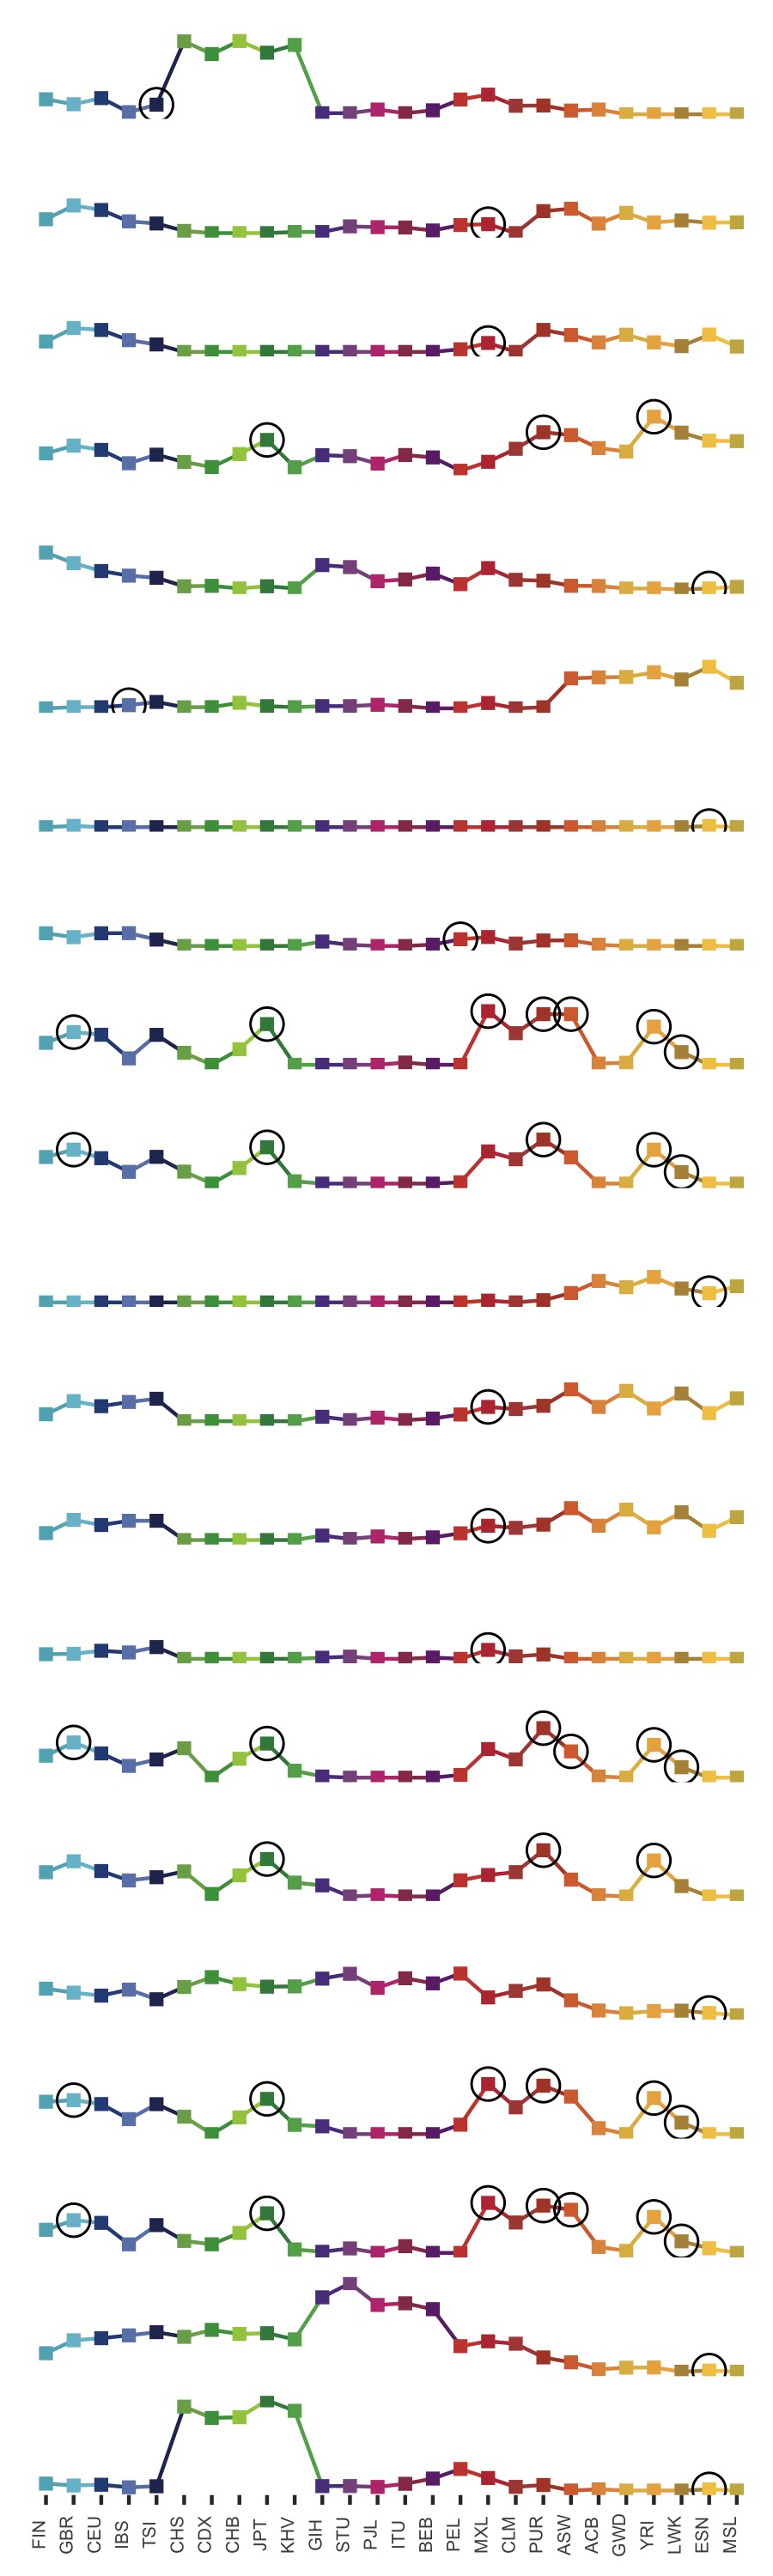 FIN
GBR
CEU
IBS
TSI
CHS
CDX
CHB
JPT
KHV
GIH
STU
PJL
ITU
BEB
PEL
MXL
CLM
PUR
ASW
ACB
GWD
YRI
LWK
ESN
MSL